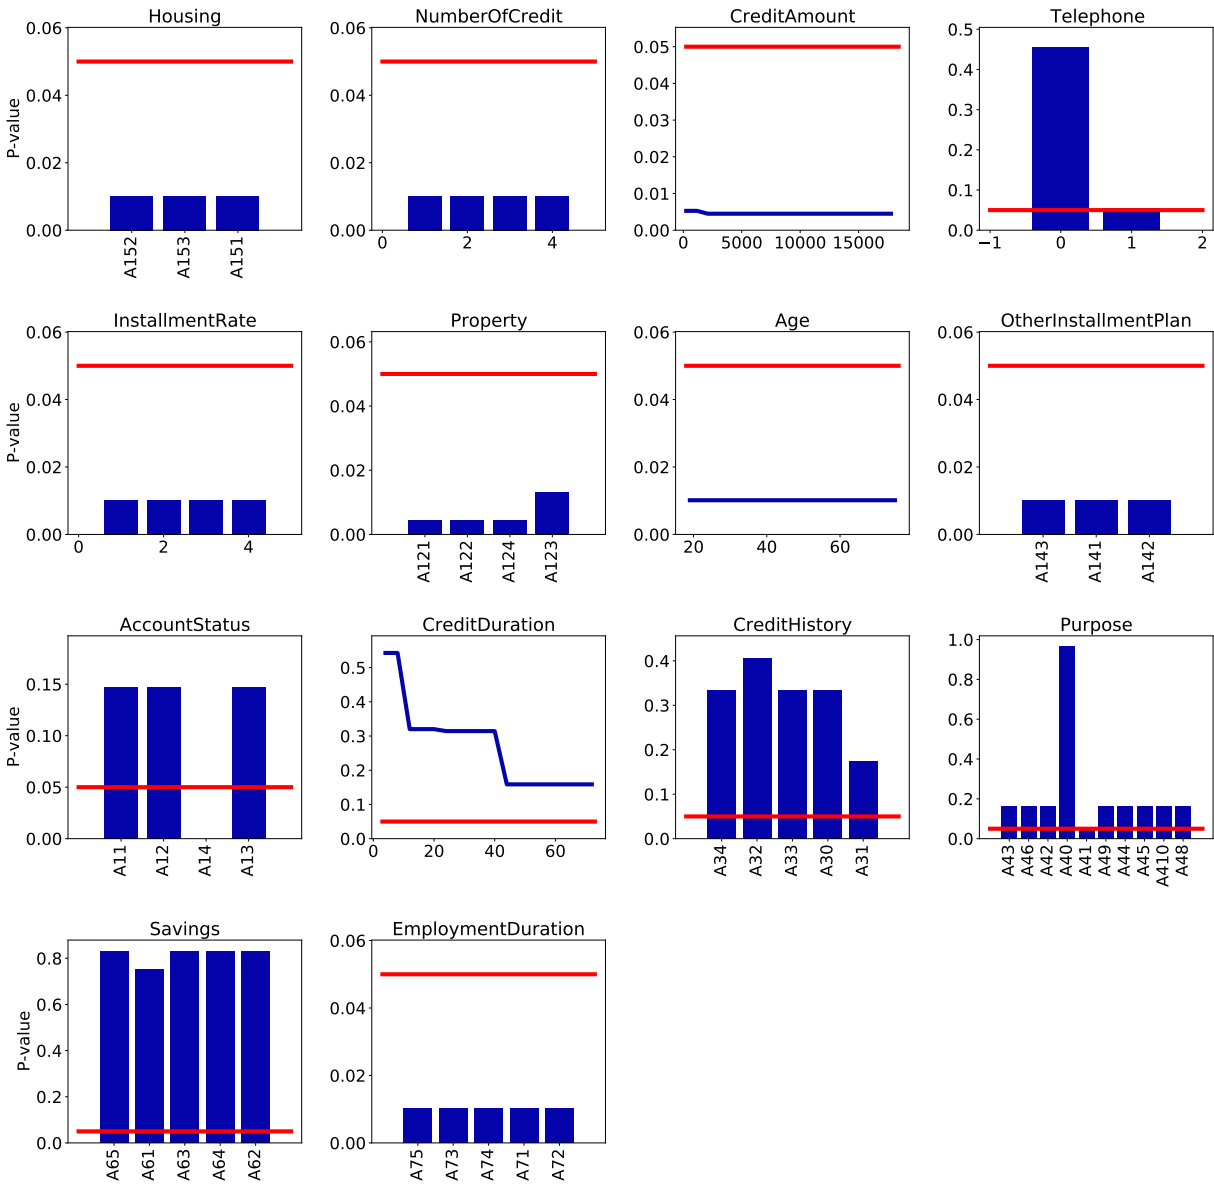 Housing
NumberOfCredit
CreditAmount
Telephone
P-value
0.06
0.04
0.02
0.00
A152
A153
A151
0.06
0.04
0.02
0.00
0
2
4
0.05
0.04
0.03
0.02
0.01
0.00
0
5000
10000
15000
0.5
0.4
0.3
0.2
0.1
0.0
−1
0
1
2
InstallmentRate
Property
Age
OtherInstallmentPlan
P-value
0.06
0.04
0.02
0.00
0
2
4
0.06
0.04
0.02
0.00
A121
A122
A124
A123
0.06
0.04
0.02
0.00
20
40
60
0.06
0.04
0.02
0.00
A143
A141
A142
AccountStatus
CreditDuration
CreditHistory
Purpose
P-value
0.15
0.10
0.05
0.00
A11
A12
A14
A13
0.5
0.4
0.3
0.2
0.1
0.0
0
20
40
60
0.4
0.3
0.2
0.1
0.0
A34
A32
A33
A30
A31
1.0
0.8
0.6
0.4
0.2
0.0
A43
A46
A42
A40
A41
A49
A44
A45
A410
A48
Savings
EmploymentDuration
P-value
0.8
0.6
0.4
0.2
0.0
A65
A61
A63
A64
A62
0.06
0.04
0.02
0.00
A75
A73
A74
A71
A72